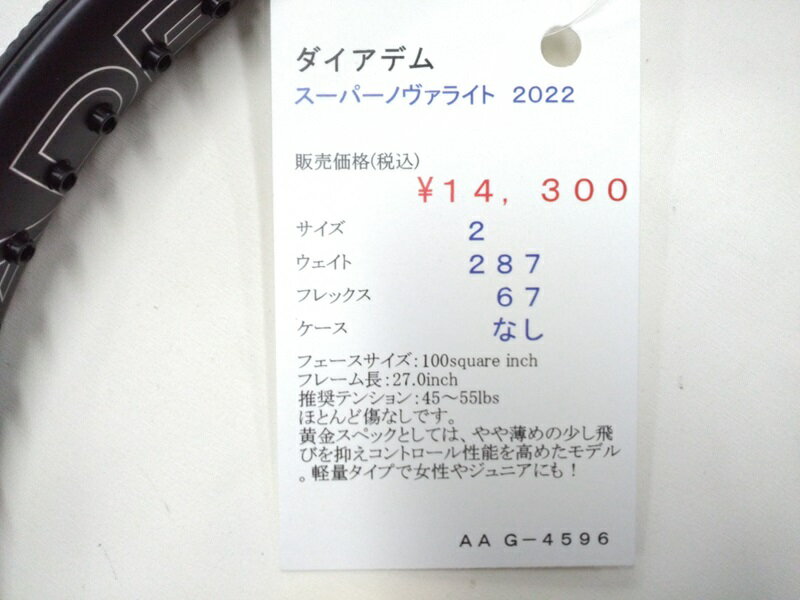 ダイアデム
スーパーノヴァライト 2022
販売価格(税込)
¥14, 300
サイズ 2
ウェイト 287
フレックス 67
ケース なし
フェースサイズ:100square inch
フレーム長:27.0inch
推奨テンション:45~55lbs
ほとんど傷なしです。
黄金スペックとしては、やや薄めの少し飛
びを抑えコントロール性能を高めたモデル
。軽量タイプで女性やジュニアにも!
AA G-4596